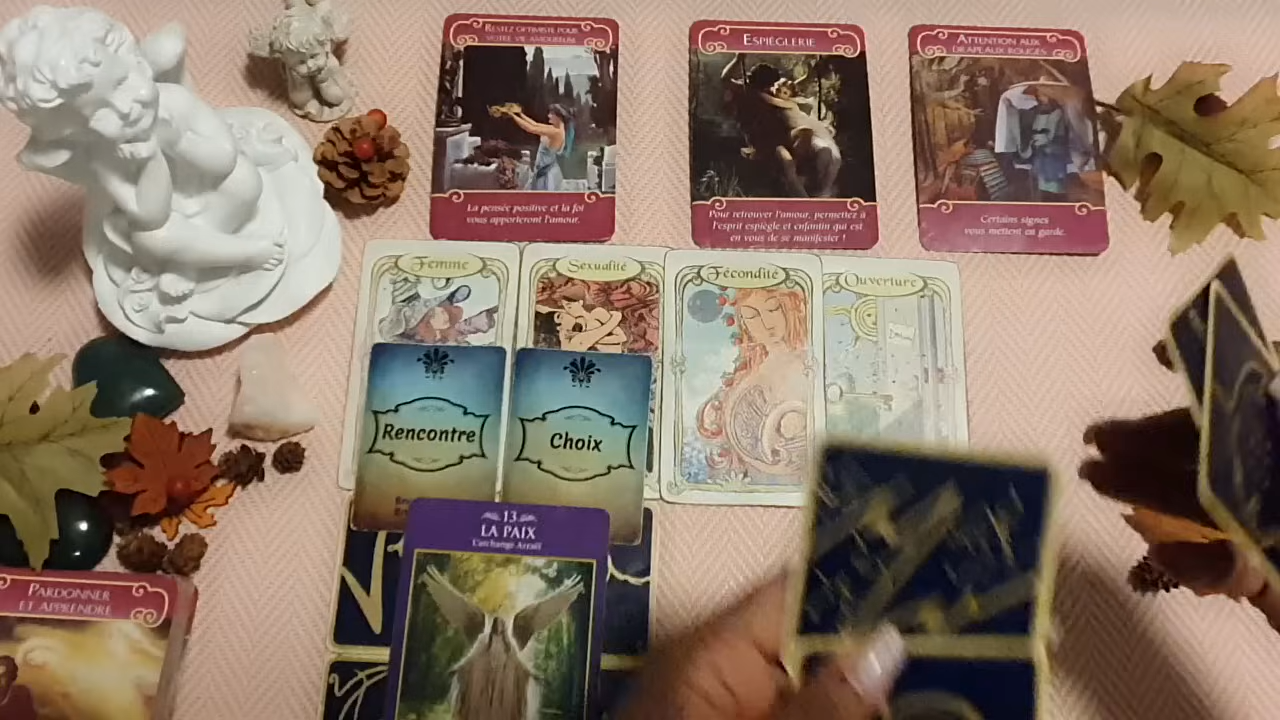 RESTEZ OPTIMISTE POUR
VOTRE VIE AMOUREUSE
La pensée positive et la foi
vous apporteront l'amour.
ESPIÈGLERIE
Pour retrouver l'amour, permettez à
l'esprit espiègle et enfantin qui est
en vous de se manifester !
ATTENTION AUX
DRAPEAUX ROUGES
Certains signes
vous mettent en garde.
Femme
Sexualité
Fécondité
Ouverture
Rencontre
Choix
13
LA PAIX
L'archange Azraël
PARDONNER
ET APPRENDRE